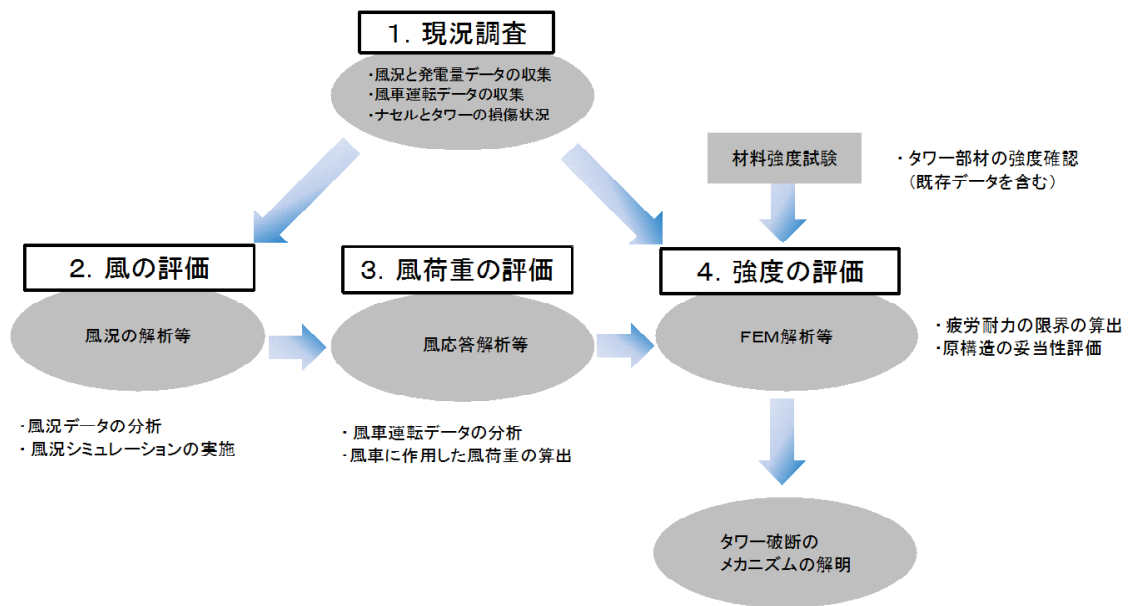 1．現況調査
・風況と発電量データの収集
・風車運転データの収集
・ナセルとタワーの損傷状況
材料強度試験
・タワー部材の強度確認
（既存データを含む）
2．風の評価
風況の解析等
・風況データの分析
・風況シミュレーションの実施
3．風荷重の評価
風応答解析等
・風車運転データの分析
・風車に作用した風荷重の算出
4．強度の評価
FEM解析等
・疲労耐力の限界の算出
・原構造の妥当性評価
タワー破断の
メカニズムの解明